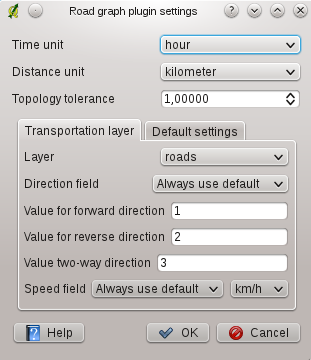 Road graph plugin settings
Time unit hour
Distance unit kilometer
Topology tolerance 1,00000
Transportation layer Default settings
Layer roads
Direction field Always use default
Value for forward direction 1
Value for reverse direction 2
Value two-way direction 3
Speed field Always use default km/h
Help OK Cancel